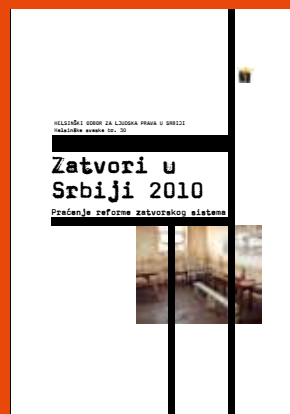 HELSINŠKI ODBOR ZA LJUDSKA PRAVA U SRBIJI
Helsinške sveske br. 30
Zatvori u
Srbiji 2010
Praćenje reforme zatvorskog sistema